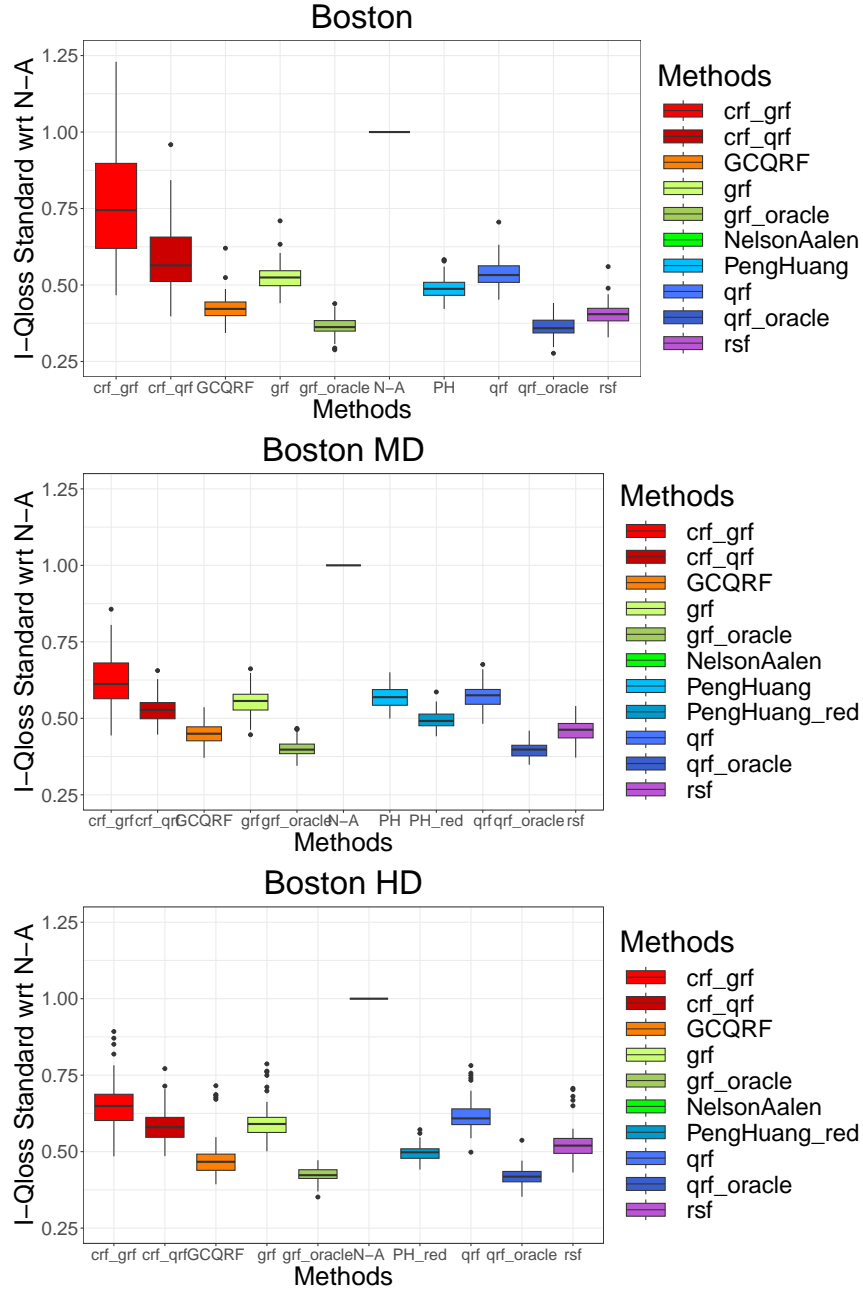 Boston
I−Qloss Standard wrt N−A
1.25
1.00
0.75
0.50
0.25
crf_grf crf_qrf GCQRF grf grf_oracle N−A PH qrf qrf_oracle rsf
Methods
Methods
crf_grf
crf_qrf
GCQRF
grf
grf_oracle
NelsonAalen
PengHuang
qrf
qrf_oracle
rsf
Boston MD
I−Qloss Standard wrt N−A
1.25
1.00
0.75
0.50
0.25
crf_grf crf_qrf GCQRF grf grf_oracle N−A PH PH_red qrf qrf_oracle rsf
Methods
Methods
crf_grf
crf_qrf
GCQRF
grf
grf_oracle
NelsonAalen
PengHuang
PengHuang_red
qrf
qrf_oracle
rsf
Boston HD
I−Qloss Standard wrt N−A
1.25
1.00
0.75
0.50
0.25
crf_grf crf_qrf GCQRF grf grf_oracle N−A PH_red qrf qrf_oracle rsf
Methods
Methods
crf_grf
crf_qrf
GCQRF
grf
grf_oracle
NelsonAalen
PengHuang_red
qrf
qrf_oracle
rsf